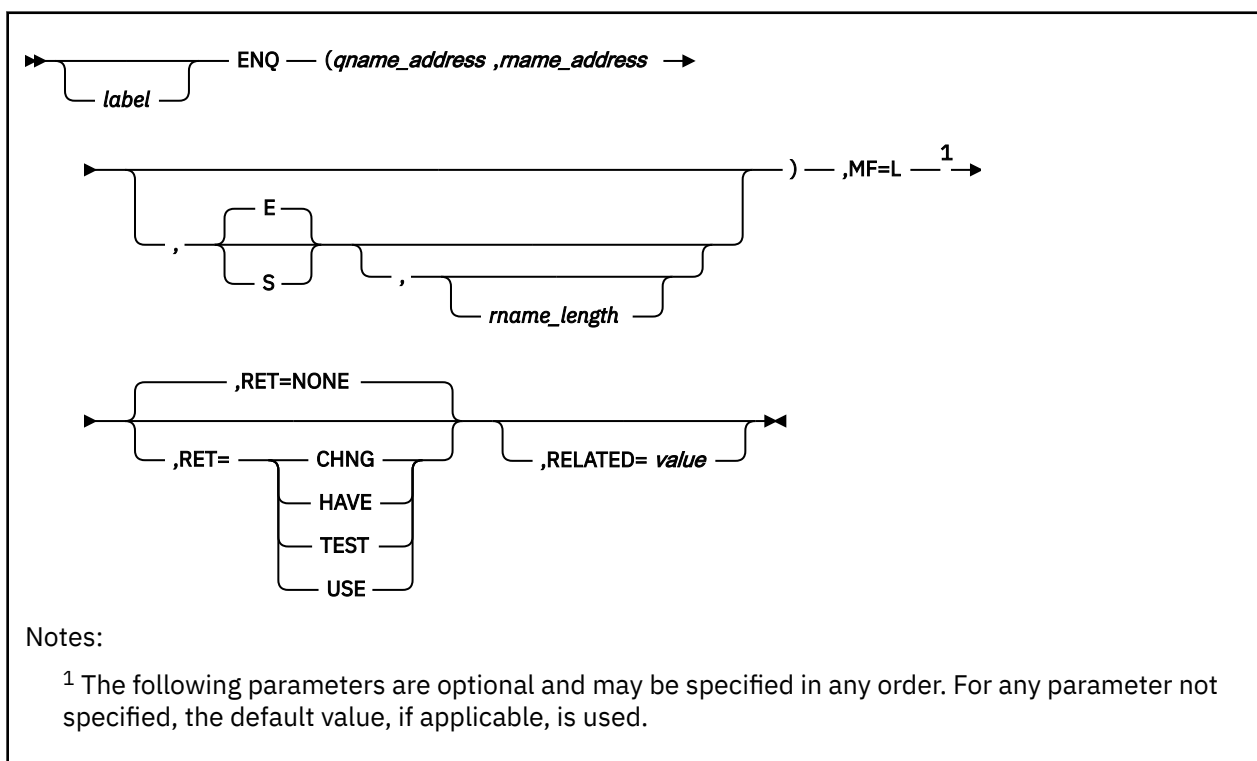 ENQ (qname_address ,rname_address
label
) ,MF=L 1
E
, S
,
rname_length
,RET=NONE
,RET= CHNG ,RELATED= value
HAVE
TEST
USE
Notes:
1 The following parameters are optional and may be specified in any order. For any parameter not
specified, the default value, if applicable, is used.